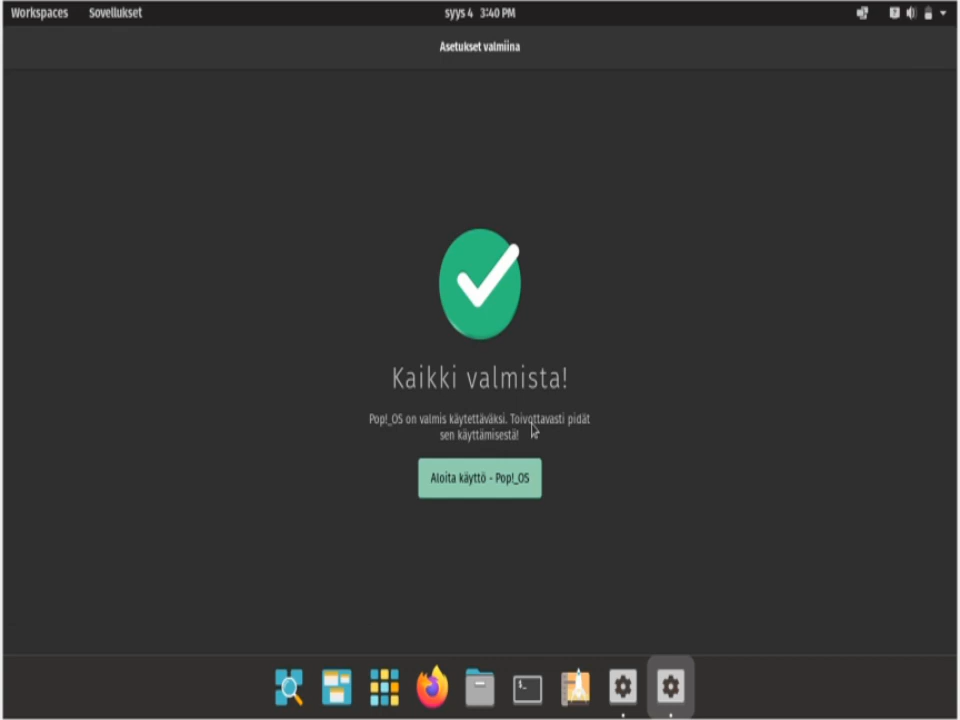 Workspaces Sovellukset syys 4 3:40 PM
Asetukset valmiina
Kaikki valmista!
Pop!_OS on valmis käytettäväksi. Toivottavasti pidät
sen käyttämisestä!
Aloita käyttö - Pop!_OS